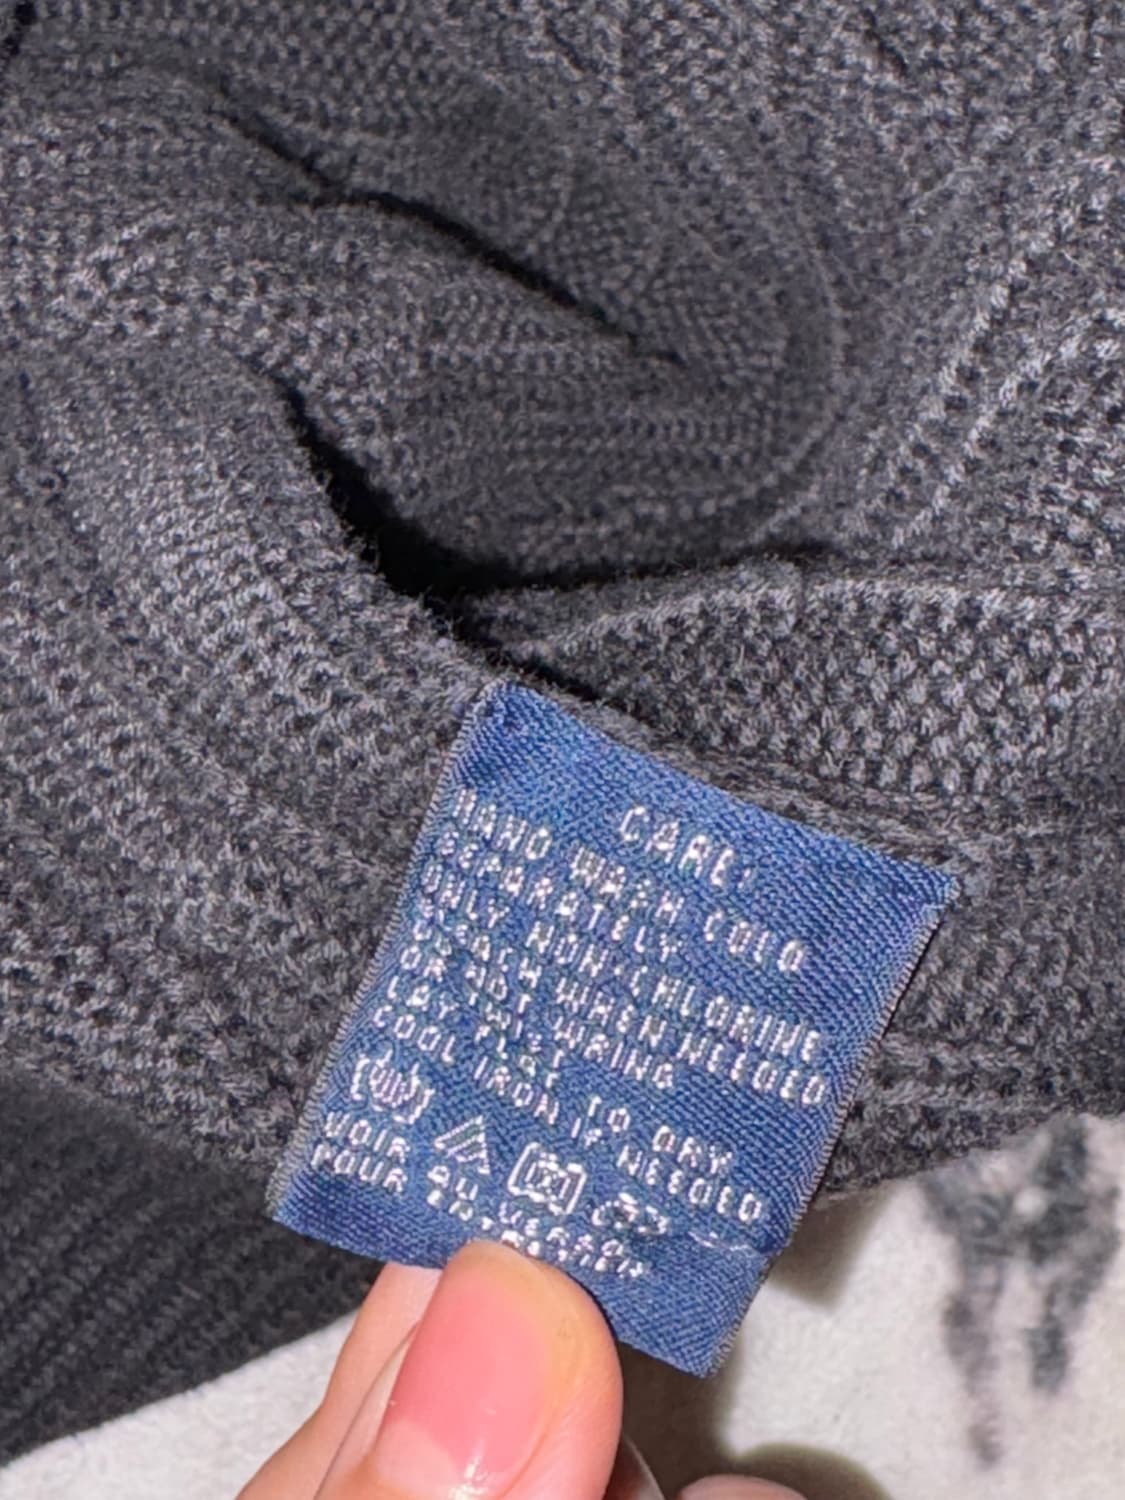 CARE:
HAND WASH COLD
SEPARATELY
ONLY NON-CHLORINE
BLEACH WHEN NEEDED
DO NOT WRING
LAY FLAT TO DRY
COOL IRON IF NEEDED
VOIR AU VERSO
POUR ENTRETIEN